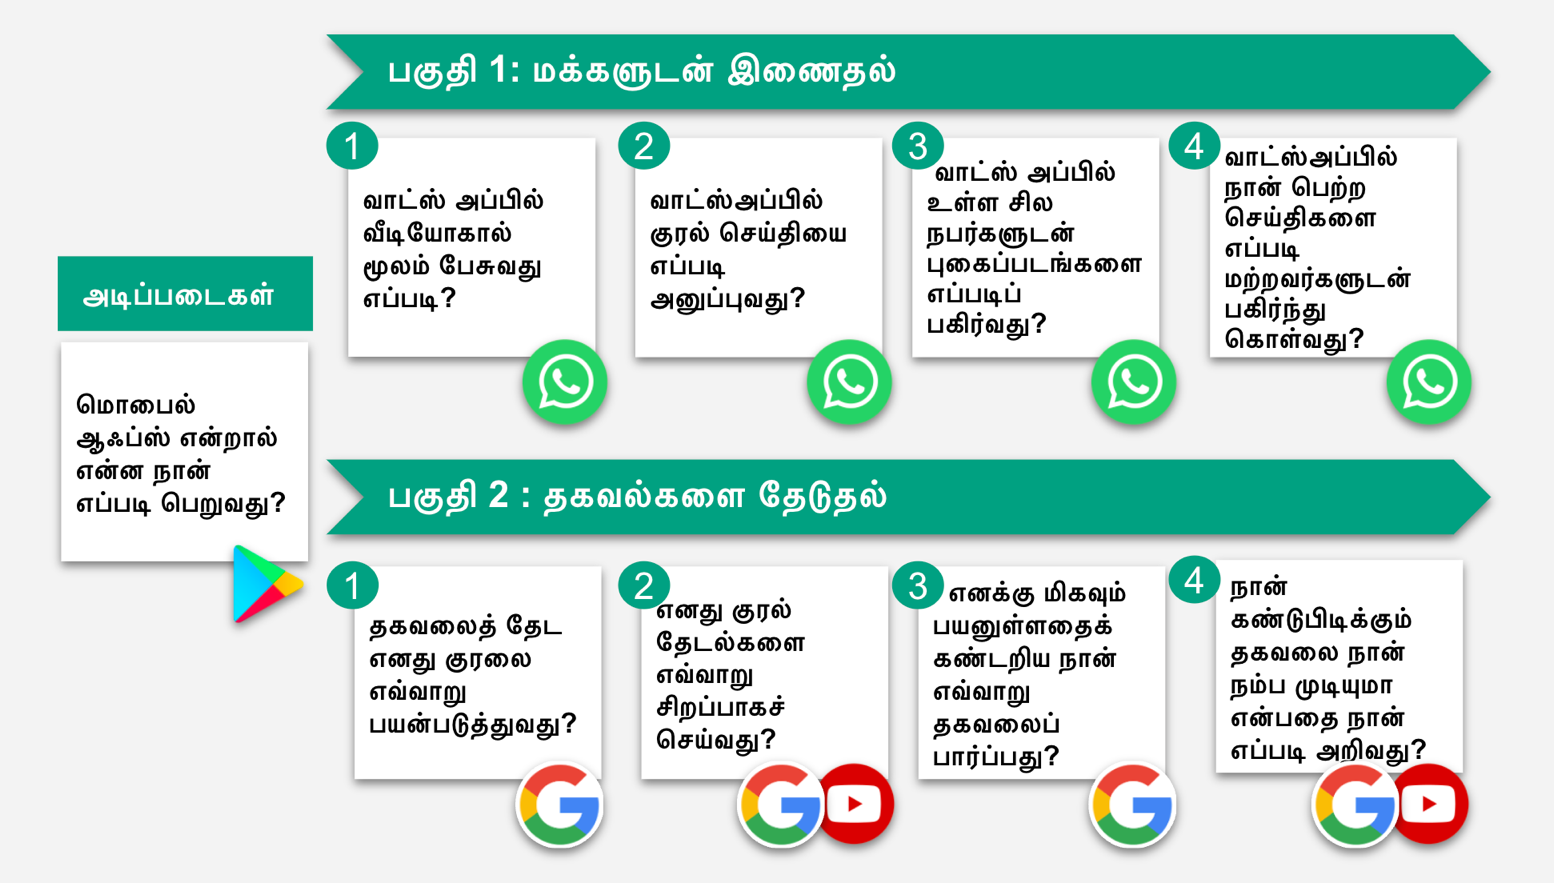 பகுதி 1: மக்களுடன் இணைதல்
1
வாட்ஸ் அப்பில்
வீடியோகால்
மூலம் பேசுவது
எப்படி?
2
வாட்ஸ்அப்பில்
குரல் செய்தியை
எப்படி
அனுப்புவது?
3
வாட்ஸ் அப்பில்
உள்ள சில
நபர்களுடன்
புகைப்படங்களை
எப்படிப்
பகிர்வது?
4
வாட்ஸ்அப்பில்
நான் பெற்ற
செய்திகளை
எப்படி
மற்றவர்களுடன்
பகிர்ந்து
கொள்வது?
அடிப்படைகள்
மொபைல்
ஆஃப்ஸ் என்றால்
என்ன நான்
எப்படி பெறுவது?
பகுதி 2 : தகவல்களை தேடுதல்
1
தகவலைத் தேட
எனது குரலை
எவ்வாறு
பயன்படுத்துவது?
2
எனது குரல்
தேடல்களை
எவ்வாறு
சிறப்பாகச்
செய்வது?
3
எனக்கு மிகவும்
பயனுள்ளதைக்
கண்டறிய நான்
எவ்வாறு
தகவலைப்
பார்ப்பது?
4
நான்
கண்டுபிடிக்கும்
தகவலை நான்
நம்ப முடியுமா
என்பதை நான்
எப்படி அறிவது?